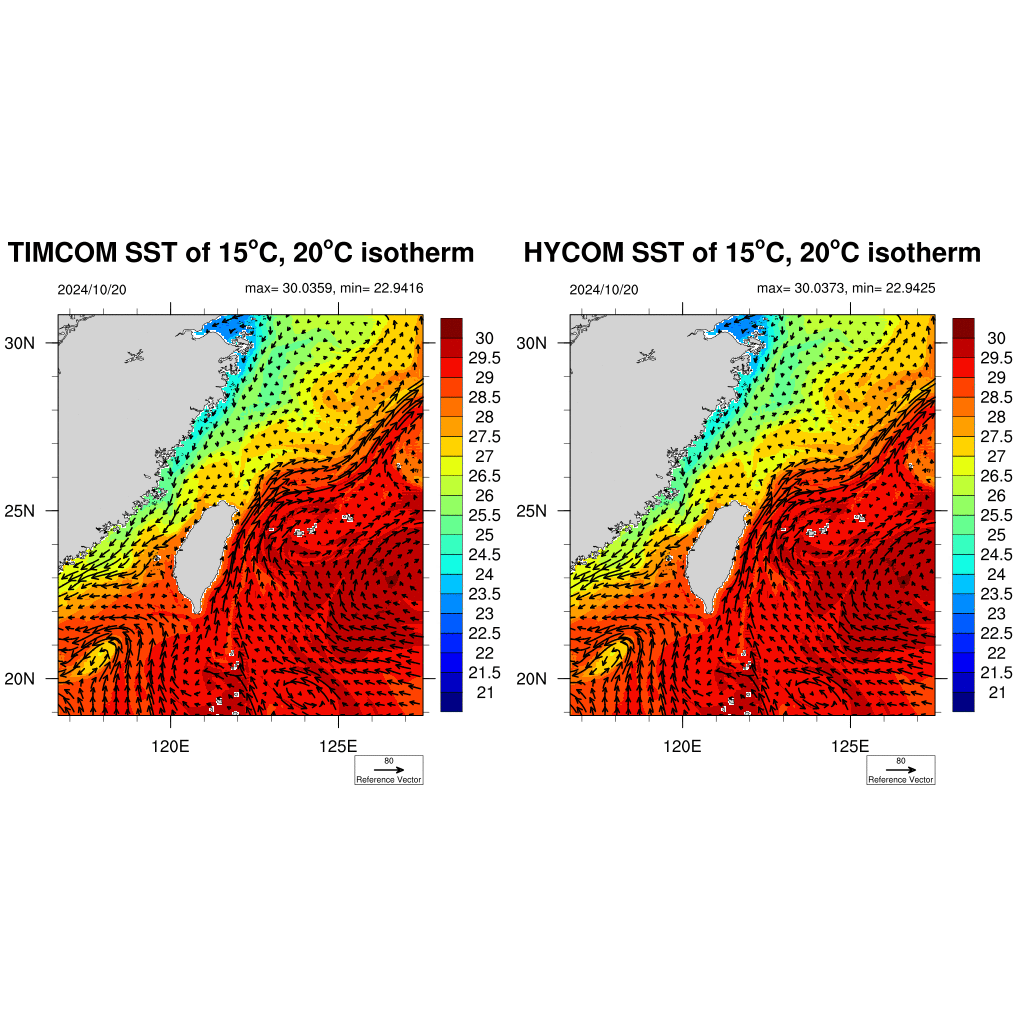 TIMCOM SST of 15°C, 20°C isotherm
2024/10/20
max= 30.0359, min= 22.9416
30N
25N
20N
120E
125E
30
29.5
29
28.5
28
27.5
27
26.5
26
25.5
25
24.5
24
23.5
23
22.5
22
21.5
21
80
Reference Vector
HYCOM SST of 15°C, 20°C isotherm
2024/10/20
max= 30.0373, min= 22.9425
30N
25N
20N
120E
125E
30
29.5
29
28.5
28
27.5
27
26.5
26
25.5
25
24.5
24
23.5
23
22.5
22
21.5
21
80
Reference Vector